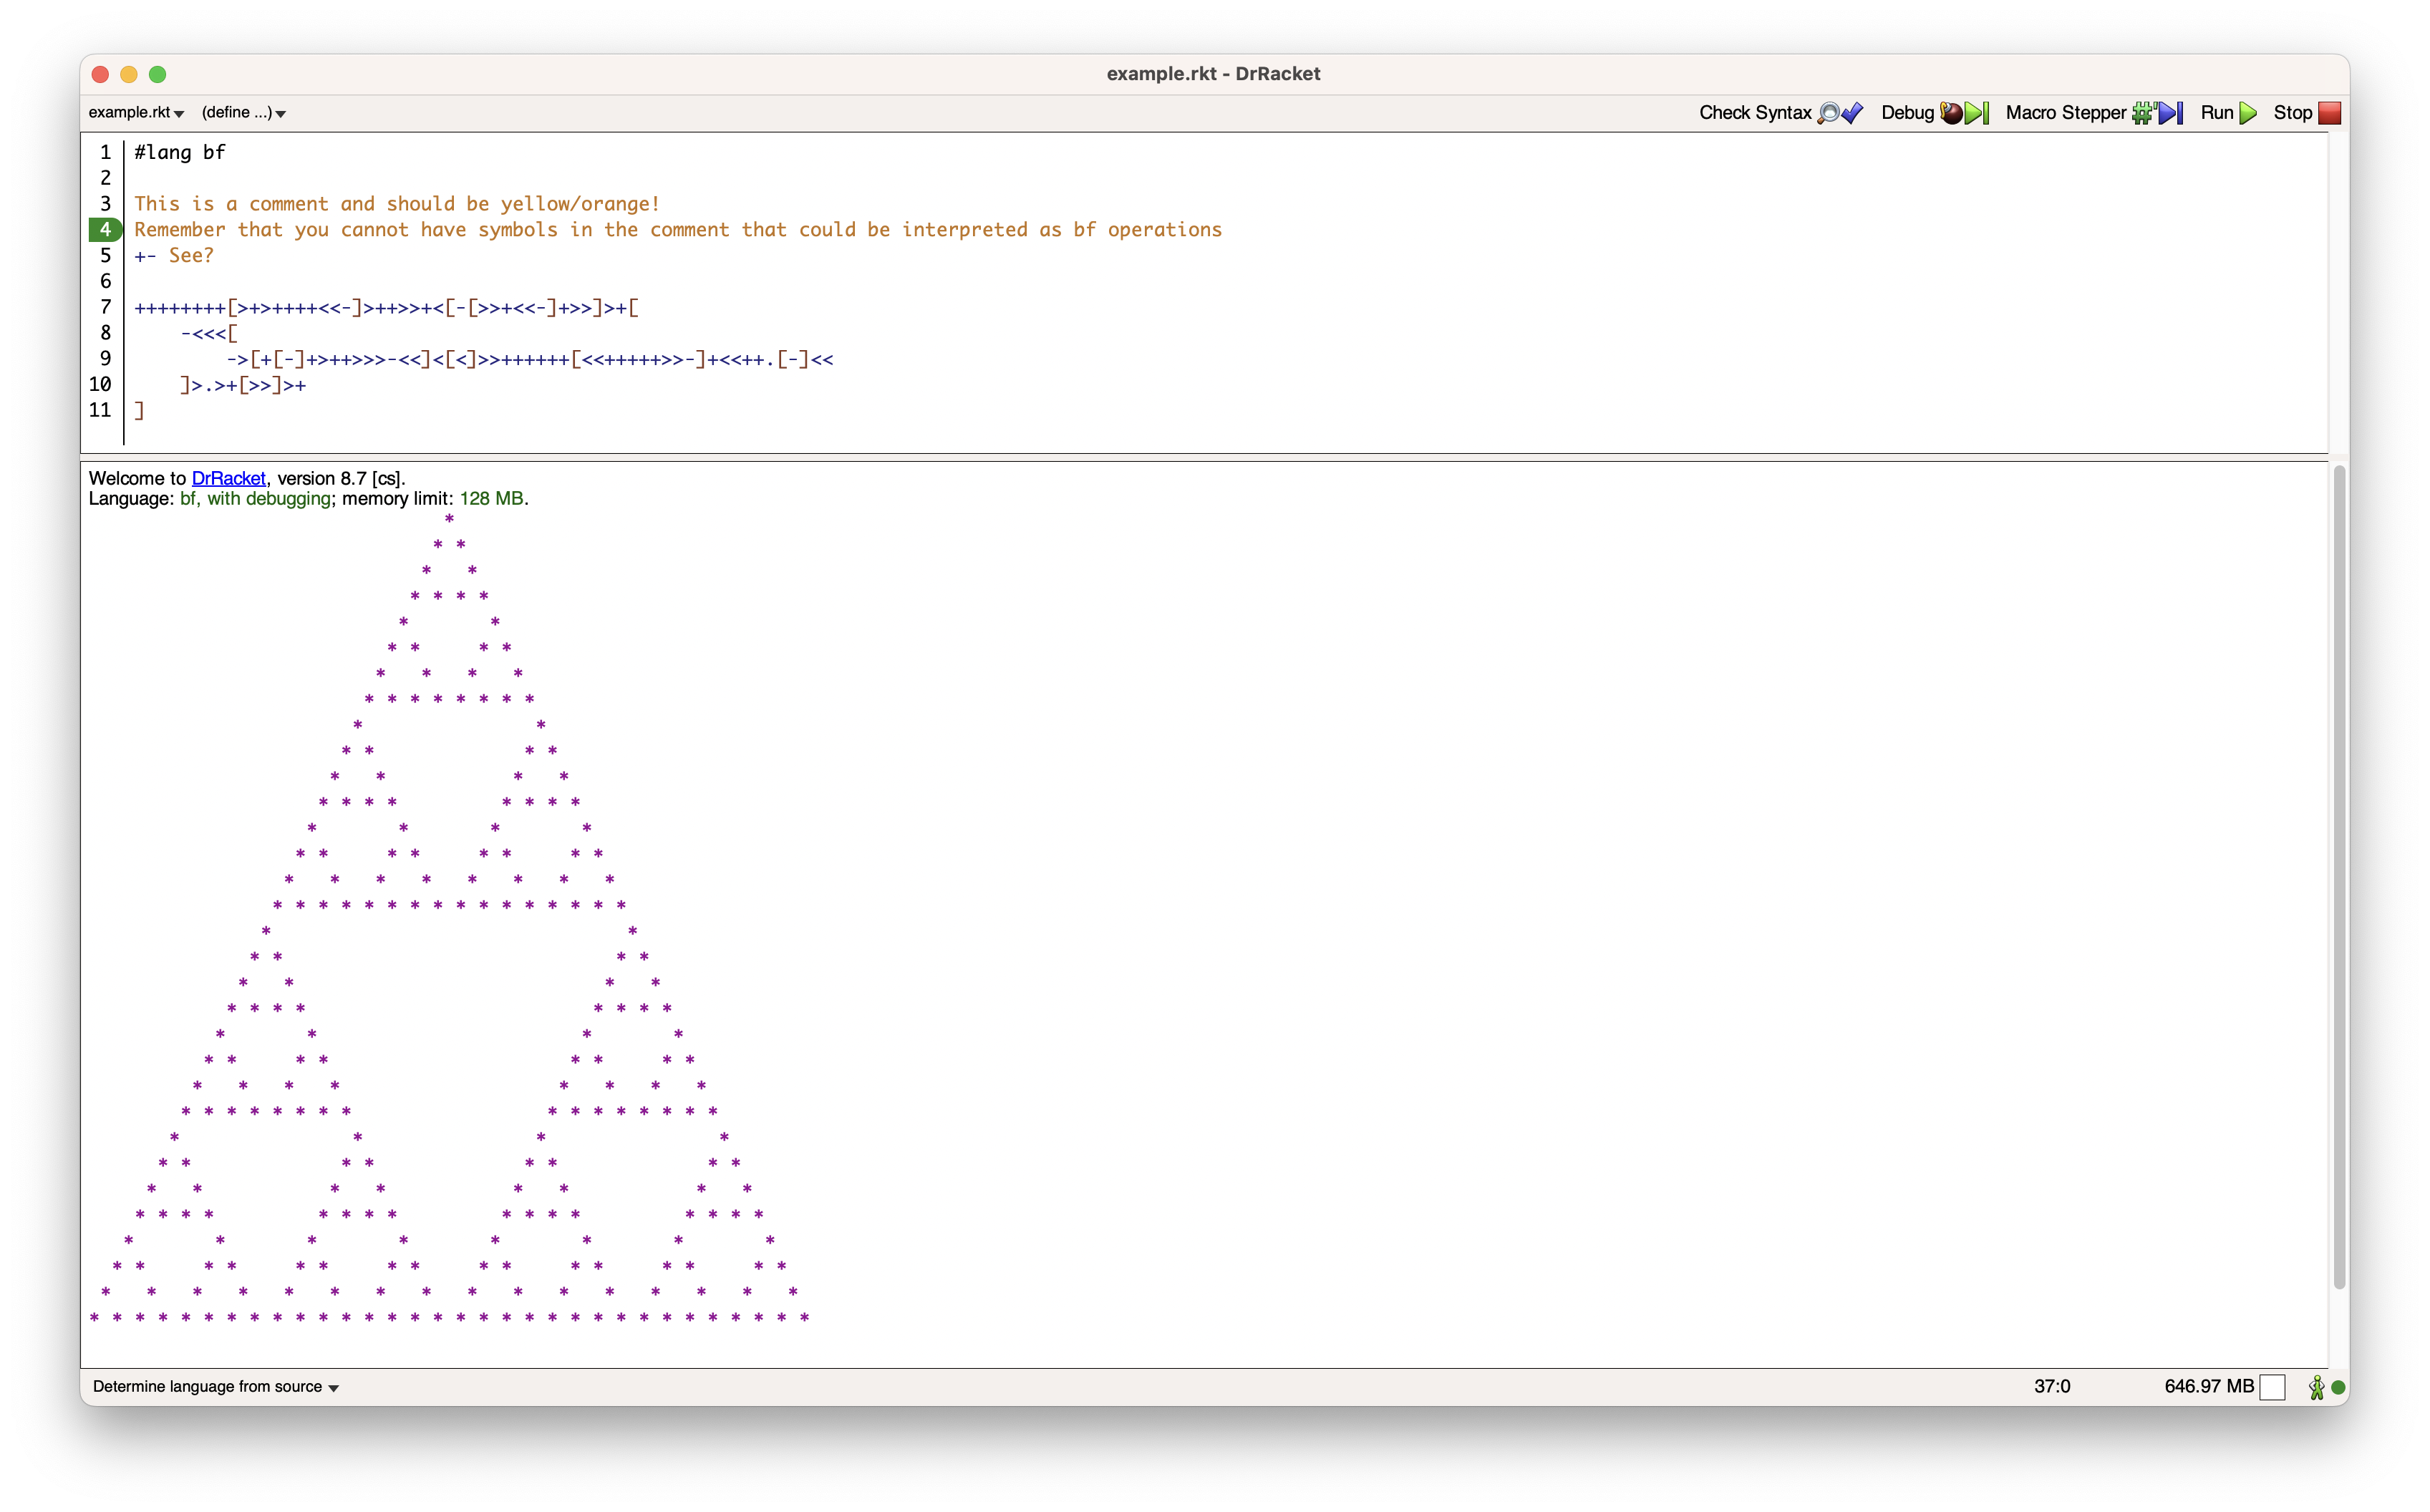 example.rkt - DrRacket
example.rkt (define ...) Check Syntax Debug Macro Stepper Run Stop
1 #lang bf
2
3 This is a comment and should be yellow/orange!
4 Remember that you cannot have symbols in the comment that could be interpreted as bf operations
5 +- See?
6
7 ++++++++[>+>++++<<-]>++>>+<[-[>>+<<-]+>>]>+[
8     -<<<[
9         ->[+[-]+>++>>>-<<]<[<]>>++++++[<<+++++>>-]+<<++.[-]<<
10     ]>.>+[>>]>+
11 ]
Welcome to DrRacket, version 8.7 [cs].
Language: bf, with debugging; memory limit: 128 MB.
                               *
                              * *
                             *   *
                            * * * *
                           *       *
                          * *     * *
                         *   *   *   *
                        * * * * * * * *
                       *               *
                      * *             * *
                     *   *           *   *
                    * * * *         * * * *
                   *       *       *       *
                  * *     * *     * *     * *
                 *   *   *   *   *   *   *   *
                * * * * * * * * * * * * * * * *
               *                               *
              * *                             * *
             *   *                           *   *
            * * * *                         * * * *
           *       *                       *       *
          * *     * *                     * *     * *
         *   *   *   *                   *   *   *   *
        * * * * * * * *                 * * * * * * * *
       *               *               *               *
      * *             * *             * *             * *
     *   *           *   *           *   *           *   *
    * * * *         * * * *         * * * *         * * * *
   *       *       *       *       *       *       *       *
  * *     * *     * *     * *     * *     * *     * *     * *
 *   *   *   *   *   *   *   *   *   *   *   *   *   *   *   *
* * * * * * * * * * * * * * * * * * * * * * * * * * * * * * * *
Determine language from source 37:0 646.97 MB